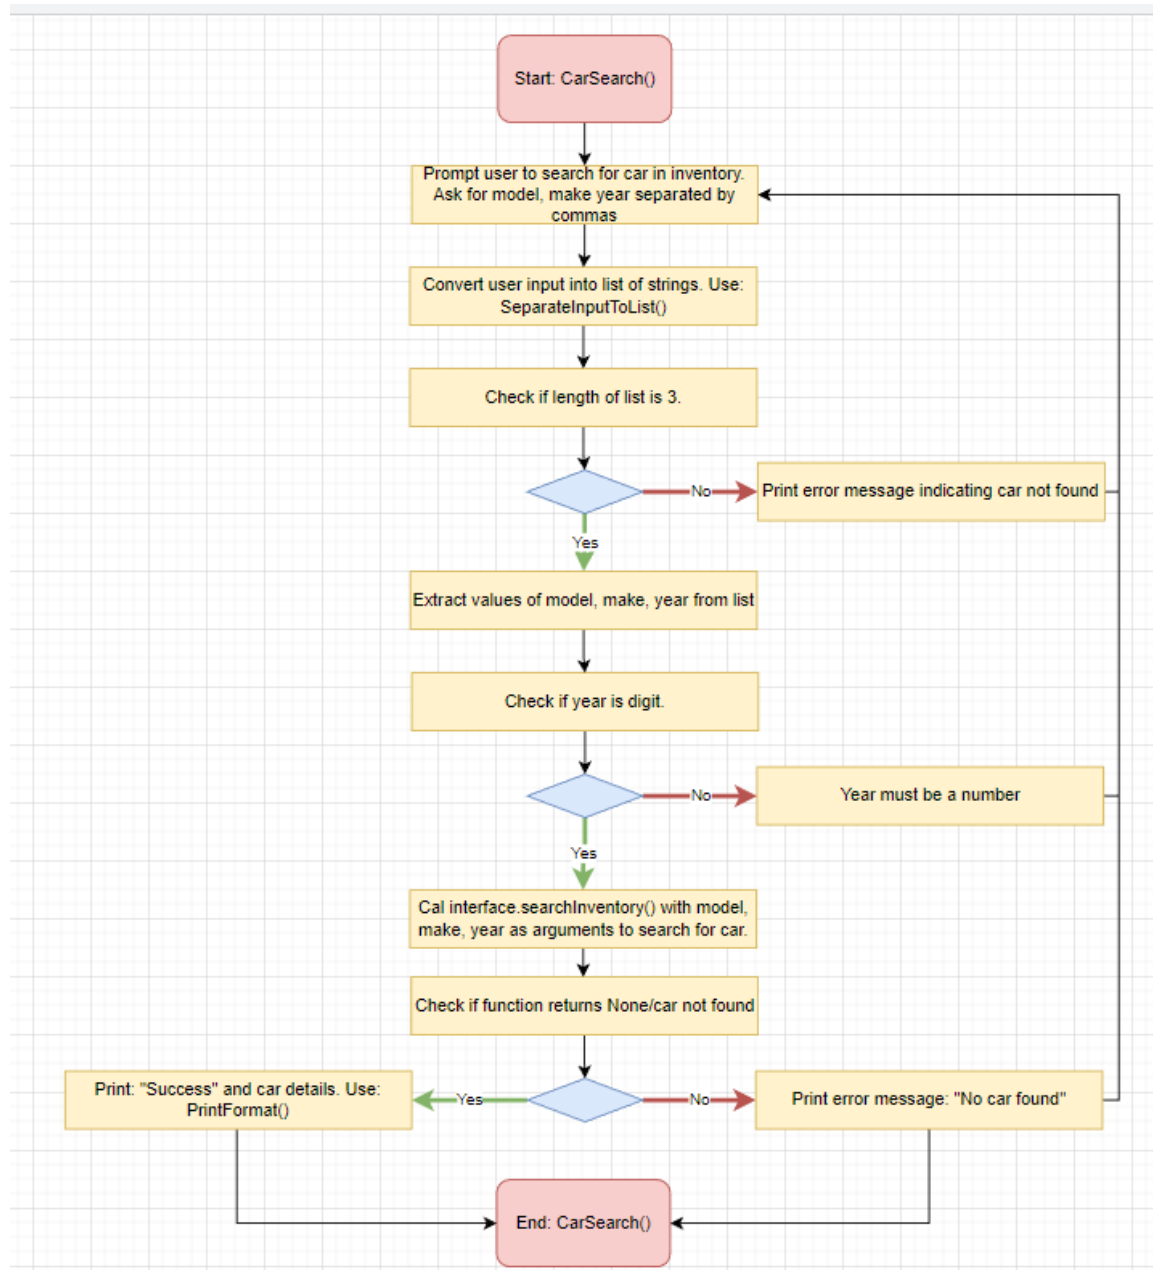 Start: CarSearch()
Prompt user to search for car in inventory.
Ask for model, make year separated by
commas
Convert user input into list of strings. Use:
SeparateInputToList()
Check if length of list is 3.
No
Print error message indicating car not found
Yes
Extract values of model, make, year from list
Check if year is digit.
No
Year must be a number
Yes
Cal interface.searchInventory() with model,
make, year as arguments to search for car.
Check if function returns None/car not found
Print: "Success" and car details. Use:
PrintFormat()
Yes
No
Print error message: "No car found"
End: CarSearch()